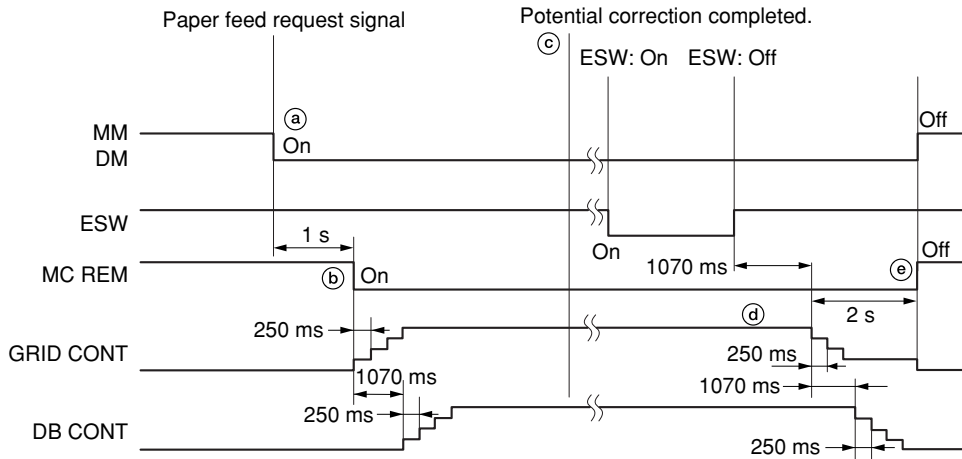 Paper feed request signal
Potential correction completed.
ⓒ
ESW: On ESW: Off
MM
DM
ⓐ
On
Off
ESW
On
1 s
1070 ms
MC REM
ⓑ
On
ⓔ
Off
2 s
GRID CONT
250 ms
ⓓ
250 ms
1070 ms
1070 ms
DB CONT
250 ms
250 ms